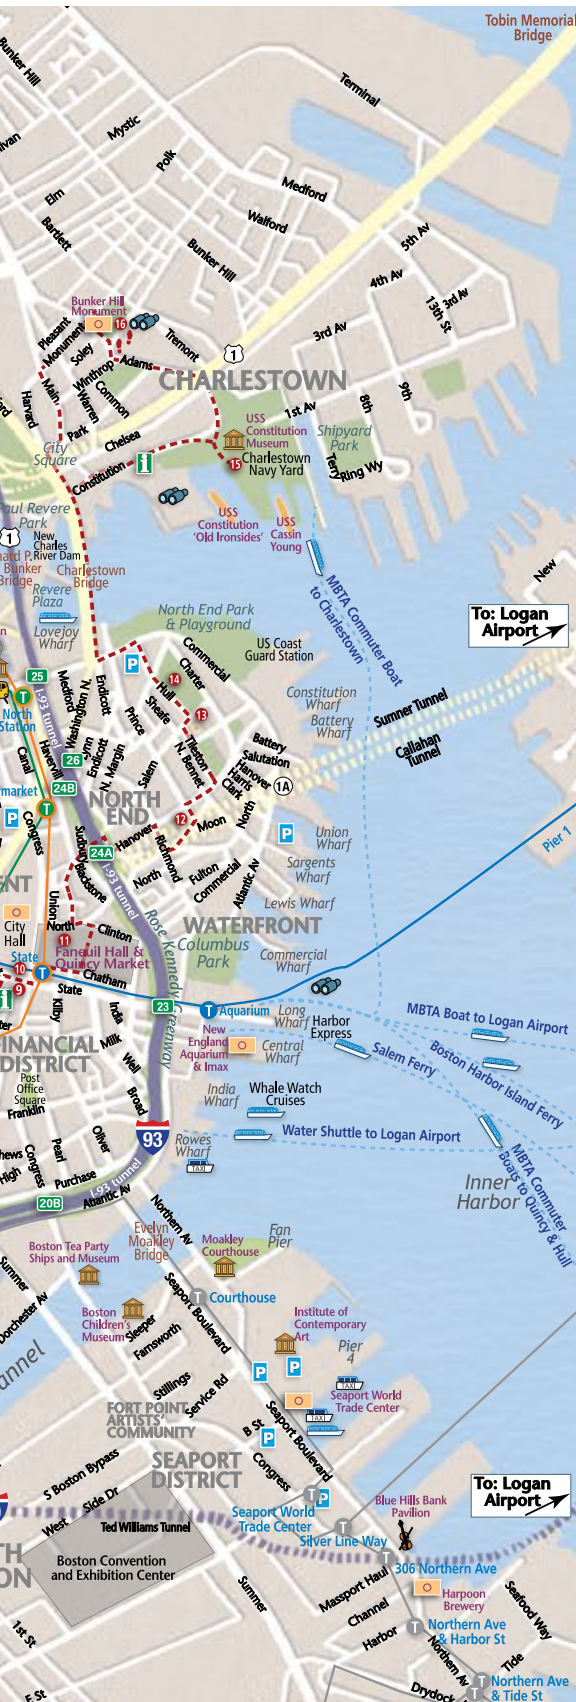 Tobin Memorial
Bridge
Bunker Hill
Terminal
Mystic
Polk
Elm
Medford
Bartlett
Walford
Bunker Hill
5th Av
4th Av
3rd Av
13th St
3rd Av
Bunker Hill
Monument
16
Pleasant
Monument
Soley
Tremont
1
Adams
Winthrop
Main
Warren
Common
CHARLESTOWN
Harvard
Park
1st Av
8th
9th
USS
Constitution
Museum
Shipyard
Park
Chelsea
City
Square
Constitution
i
15
Charlestown
Navy Yard
Terry
Ring Wy
USS
Constitution
'Old Ironsides'
USS
Cassin
Young
Paul Revere
Park
1
New
Charles
River Dam
Bunker
Bridge
Charlestown
Bridge
Revere
Plaza
Lovejoy
Wharf
MBTA Commuter Boat
to Charlestown
New
To: Logan
Airport
North End Park
& Playground
US Coast
Guard Station
P
Commercial
Charter
14
Hull
Sheafe
13
25
I-93 tunnel
Medford
Washington N.
Endicott
Prince
T
North
Station
Constitution
Wharf
Battery
Wharf
Sumner Tunnel
Callahan
Tunnel
Tileston
N. Bennet
Battery
Salutation
Hanover
Harris
Clark
Canal
Havervill
26
Lynn
Endicott
N. Margin
Salem
24B
1A
NORTH
END
North
T
P
Congress
12
Moon
Hanover
Richmond
P
Union
Wharf
Pier 1
Sudbury
24A
Blackstone
I-93 tunnel
North
Fulton
Commercial
Atlantic Av
Sargents
Wharf
Lewis Wharf
City
Hall
Union
North
11
Clinton
Rose Kennedy Greenway
WATERFRONT
Columbus
Park
Faneuil Hall &
Quincy Market
Commercial
Wharf
State
10
T
9
i
Chatham
State
Kilby
India
23
T
Aquarium
Long
Wharf
Harbor
Express
MBTA Boat to Logan Airport
FINANCIAL
DISTRICT
Milk
New
England
Aquarium
& Imax
Central
Wharf
Salem Ferry
Boston Harbor Island Ferry
Post
Office
Square
Well
Franklin
Broad
India
Wharf
Whale Watch
Cruises
93
Water Shuttle to Logan Airport
Rowes
Wharf
TAXI
MBTA Commuter
Boats to Quincy & Hull
Oliver
Pearl
Congress
High
Purchase
I-93 tunnel
Atlantic Av
20B
Inner
Harbor
Northern Av
Evelyn
Moakley
Bridge
Moakley
Courthouse
Fan
Pier
Boston Tea Party
Ships and Museum
Summer
Dorchester Av
T
Courthouse
Seaport Boulevard
Boston
Children's
Museum
Sleeper
Farnsworth
Institute of
Contemporary
Art
Pier
4
P
P
TAXI
Seaport World
Trade Center
TAXI
Stillings
Service Rd
FORT POINT
ARTISTS'
COMMUNITY
B St
P
Seaport Boulevard
SEAPORT
DISTRICT
Congress
S Boston Bypass
Side Dr
West
To: Logan
Airport
T
P
Seaport World
Trade Center
Blue Hills Bank
Pavilion
T
Silver Line Way
Ted Williams Tunnel
Boston Convention
and Exhibition Center
T
306 Northern Ave
Summer
Massport Haul
Channel
Harbor
Harpoon
Brewery
Seafood Way
1st St
T
Northern Ave
& Harbor St
Northern Av
Tide
E St
Drydock
T
T
Northern Ave
& Tide St